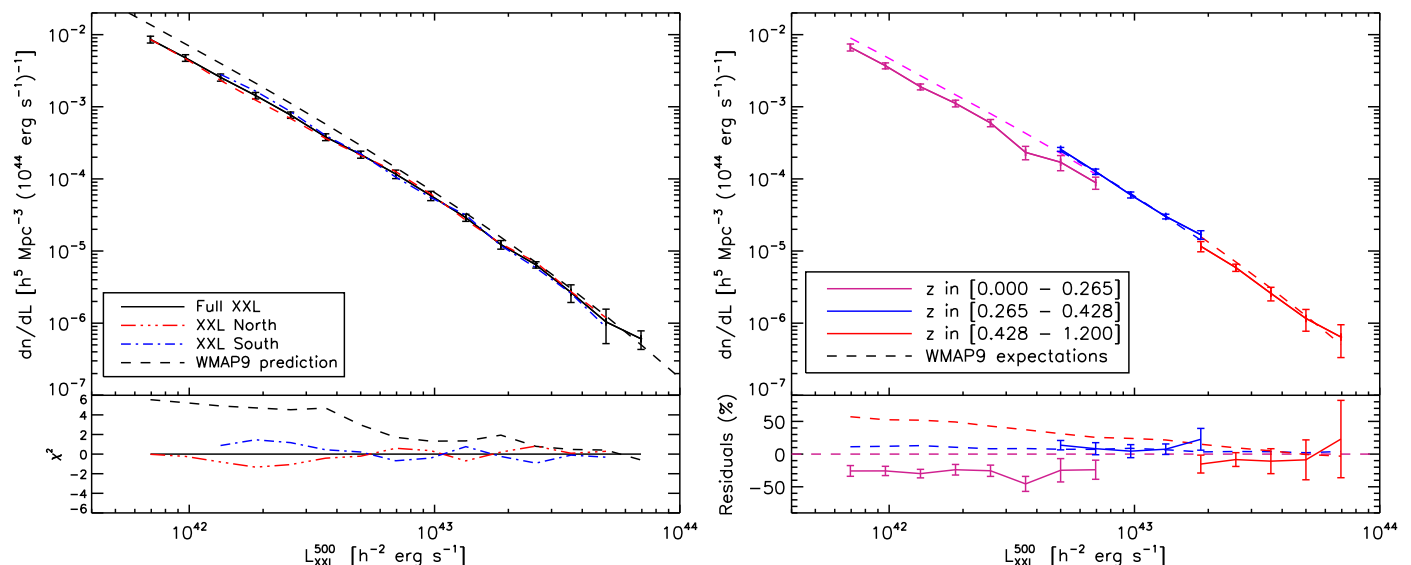 10⁻²
10⁻³
10⁻⁴
10⁻⁵
10⁻⁶
10⁻⁷
dn/dL [h⁵ Mpc⁻³ (10⁴⁴ erg s⁻¹)⁻¹]
Full XXL
XXL North
XXL South
WMAP9 prediction
6
4
2
0
-2
-4
-6
χ²
10⁴² 10⁴³ 10⁴⁴
L⁵⁰⁰_XXL [h⁻² erg s⁻¹]
10⁻²
10⁻³
10⁻⁴
10⁻⁵
10⁻⁶
10⁻⁷
dn/dL [h⁵ Mpc⁻³ (10⁴⁴ erg s⁻¹)⁻¹]
z in [0.000 - 0.265]
z in [0.265 - 0.428]
z in [0.428 - 1.200]
WMAP9 expectations
50
0
-50
Residuals (%)
10⁴² 10⁴³ 10⁴⁴
L⁵⁰⁰_XXL [h⁻² erg s⁻¹]